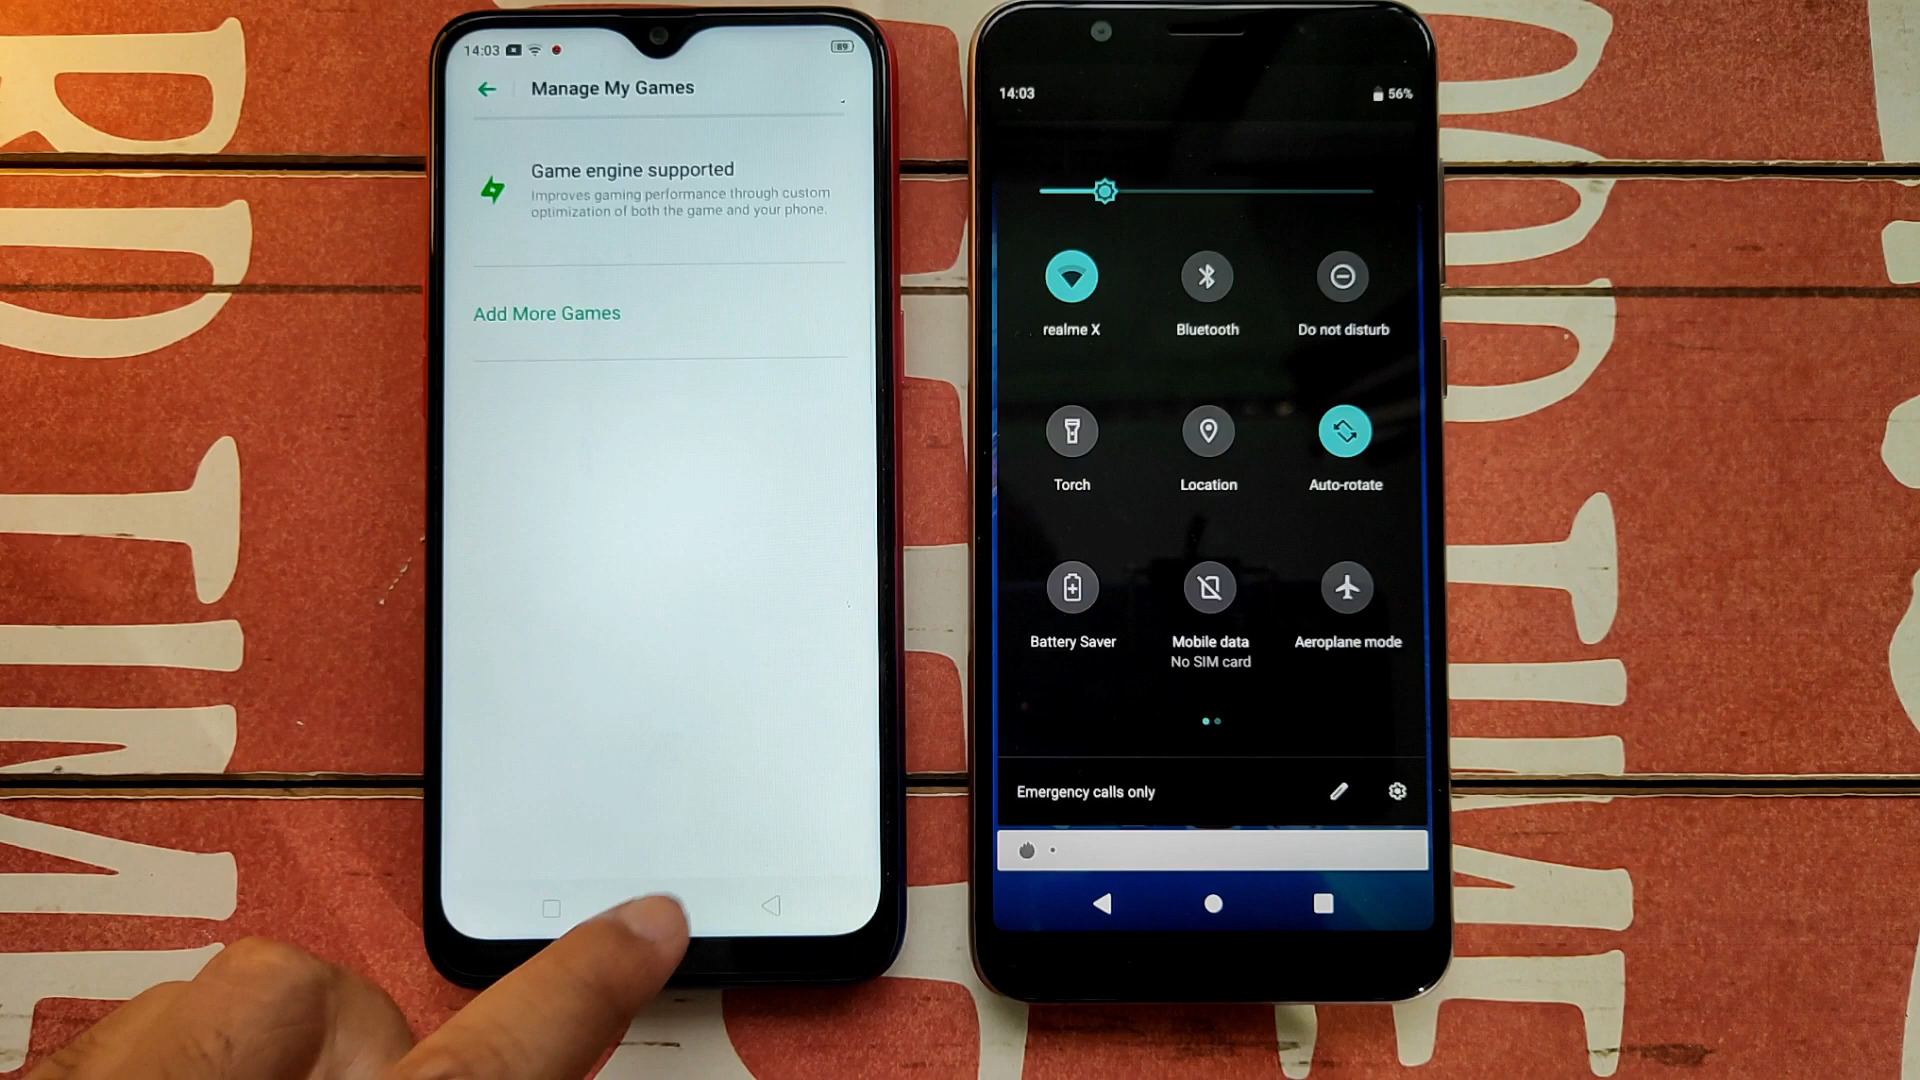 14:03
89
Manage My Games
Game engine supported
Improves gaming performance through custom
optimization of both the game and your phone.
Add More Games
14:03
56%
realme X
Bluetooth
Do not disturb
Torch
Location
Auto-rotate
Battery Saver
Mobile data
Aeroplane mode
No SIM card
Emergency calls only